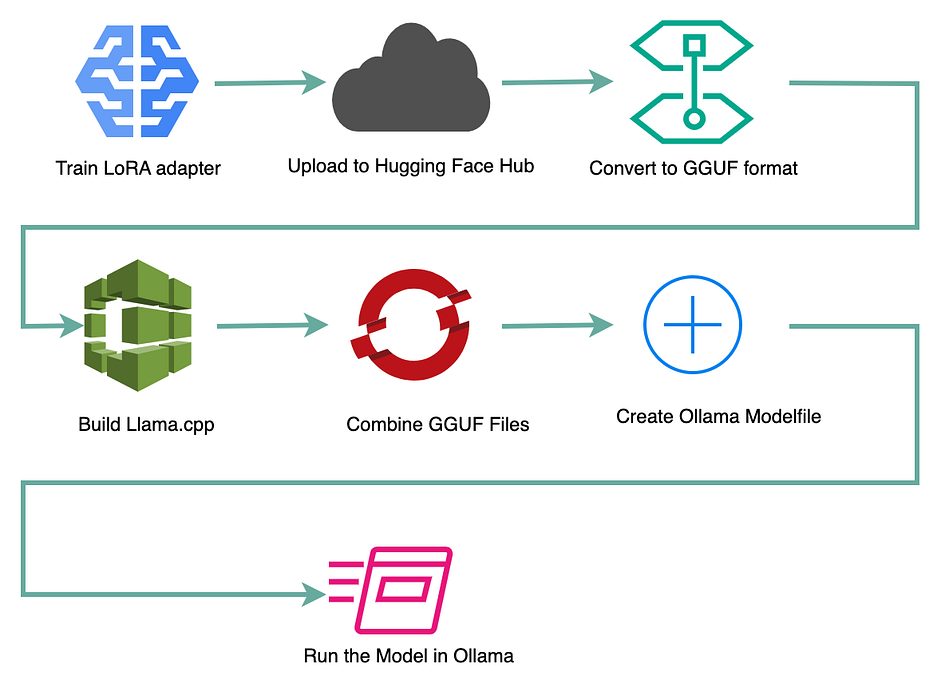 Train LoRA adapter
Upload to Hugging Face Hub
Convert to GGUF format
Build Llama.cpp
Combine GGUF Files
Create Ollama Modelfile
Run the Model in Ollama